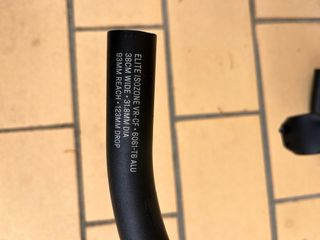 ELITE ISOZONE VR-CF • 6061-T6 ALU
38CM WIDE • 31.8MM DIA
93MM REACH • 123MM DROP